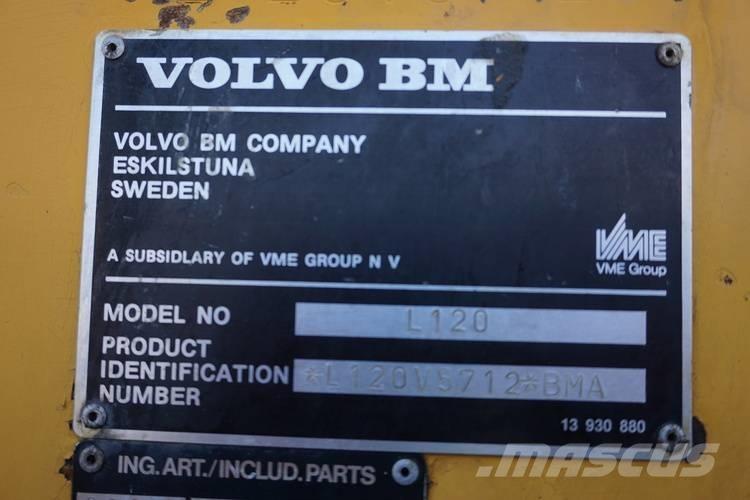 VOLVO BM
VOLVO BM COMPANY
ESKILSTUNA
SWEDEN
A SUBSIDLARY OF VME GROUP N V
VME
VME Group
MODEL NO L120
PRODUCT
IDENTIFICATION *L120V5712*BMA
NUMBER
13 930 880
ING.ART./INCLUD.PARTS
MASCUS